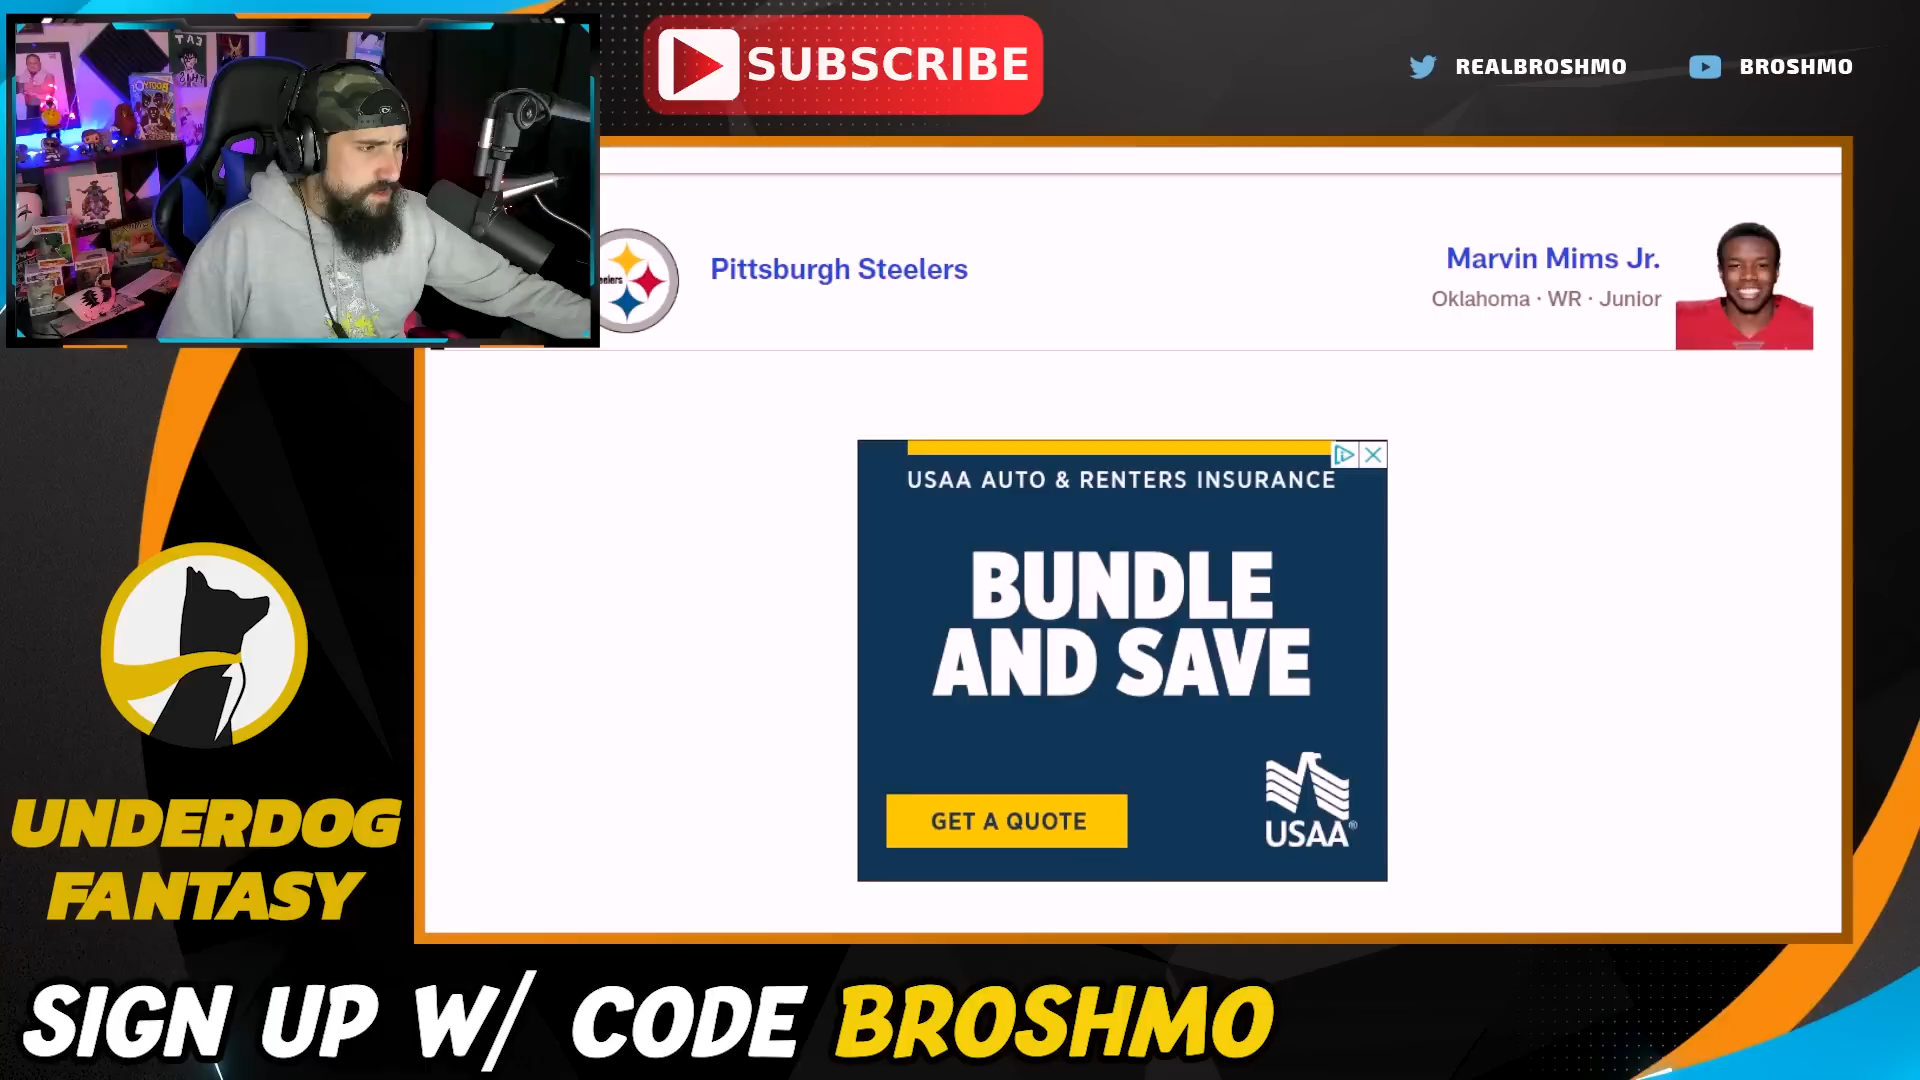 SUBSCRIBE
REALBROSHMO
BROSHMO
Pittsburgh Steelers
Marvin Mims Jr.
Oklahoma · WR · Junior
USAA AUTO & RENTERS INSURANCE
BUNDLE
AND SAVE
GET A QUOTE
USAA®
UNDERDOG
FANTASY
SIGN UP W/ CODE BROSHMO